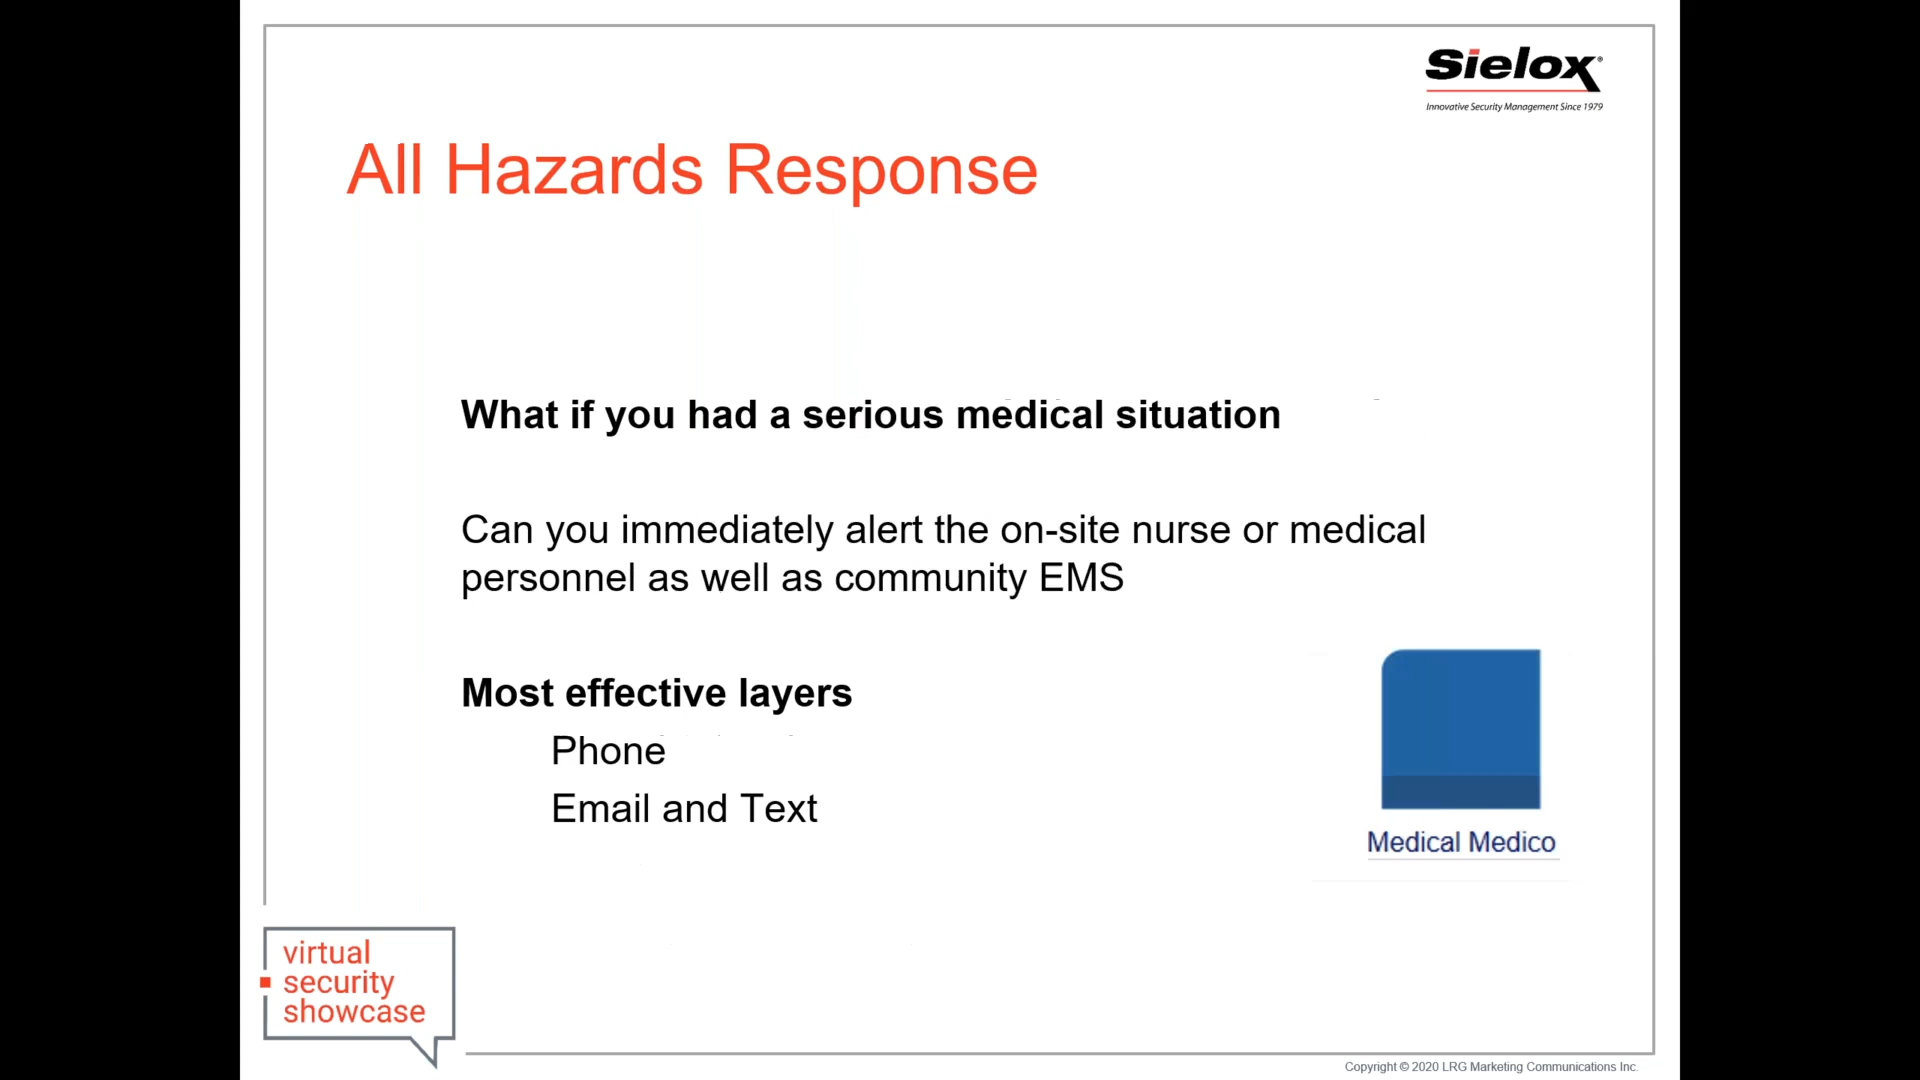 Sielox®
Innovative Security Management Since 1979
All Hazards Response
What if you had a serious medical situation
Can you immediately alert the on-site nurse or medical
personnel as well as community EMS
Most effective layers
Phone
Email and Text
Medical Medico
virtual
security
showcase
Copyright © 2020 LRG Marketing Communications Inc.